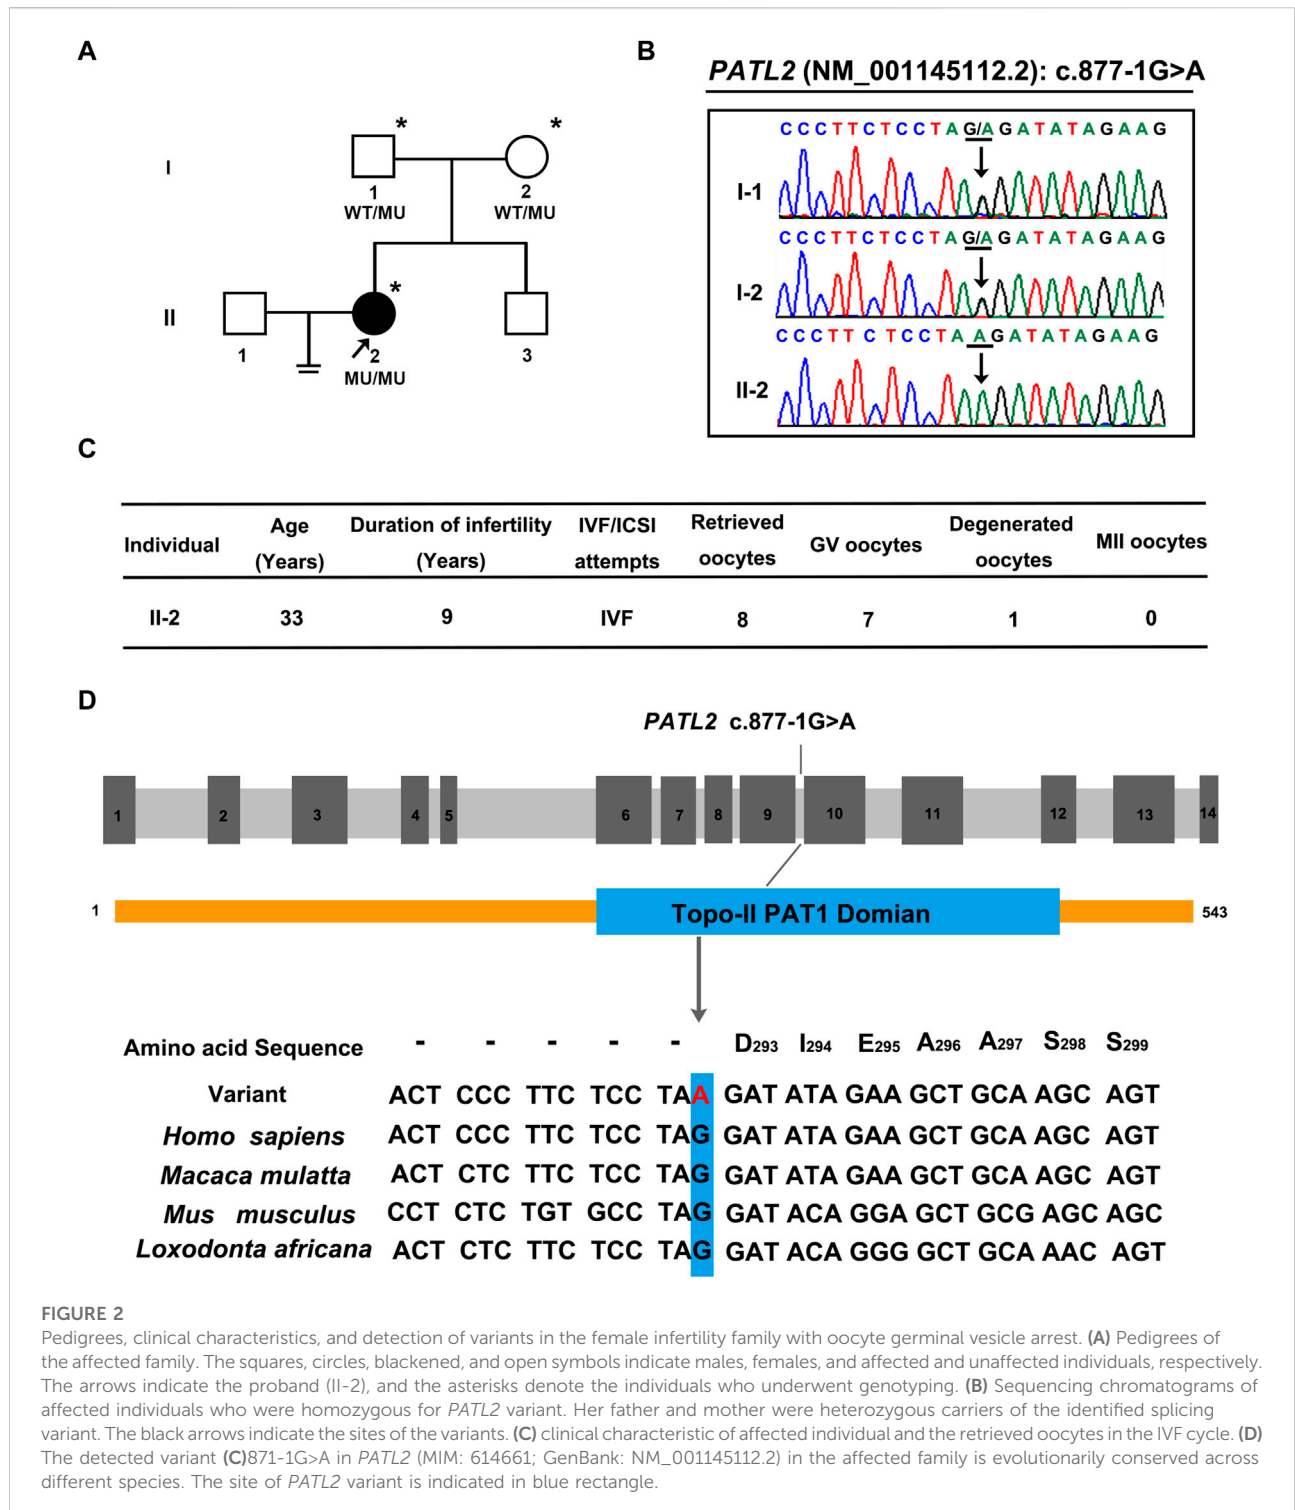 A
B
PATL2 (NM_001145112.2): c.877-1G>A
* *
I
1 2
WT/MU WT/MU
*
II
1 2 3
MU/MU
C C C T T C T C C T A G/A G A T A T A G A A G
I-1
C C C T T C T C C T A G/A G A T A T A G A A G
I-2
C C C T T C T C C T A A G A T A T A G A A G
II-2
C
Individual Age (Years) Duration of infertility (Years) IVF/ICSI attempts Retrieved oocytes GV oocytes Degenerated oocytes MII oocytes
II-2 33 9 IVF 8 7 1 0
D
PATL2 c.877-1G>A
1 2 3 4 5 6 7 8 9 10 11 12 13 14
1 Topo-II PAT1 Domian 543
Amino acid Sequence - - - - - D293 I294 E295 A296 A297 S298 S299
Variant ACT CCC TTC TCC TAA GAT ATA GAA GCT GCA AGC AGT
Homo sapiens ACT CCC TTC TCC TAG GAT ATA GAA GCT GCA AGC AGT
Macaca mulatta ACT CTC TTC TCC TAG GAT ATA GAA GCT GCA AGC AGT
Mus musculus CCT CTC TGT GCC TAG GAT ACA GGA GCT GCG AGC AGC
Loxodonta africana ACT CTC TTC TCC TAG GAT ACA GGG GCT GCA AAC AGT
FIGURE 2
Pedigrees, clinical characteristics, and detection of variants in the female infertility family with oocyte germinal vesicle arrest. (A) Pedigrees of
the affected family. The squares, circles, blackened, and open symbols indicate males, females, and affected and unaffected individuals, respectively.
The arrows indicate the proband (II-2), and the asterisks denote the individuals who underwent genotyping. (B) Sequencing chromatograms of
affected individuals who were homozygous for PATL2 variant. Her father and mother were heterozygous carriers of the identified splicing
variant. The black arrows indicate the sites of the variants. (C) clinical characteristic of affected individual and the retrieved oocytes in the IVF cycle. (D)
The detected variant (C)871-1G>A in PATL2 (MIM: 614661; GenBank: NM_001145112.2) in the affected family is evolutionarily conserved across
different species. The site of PATL2 variant is indicated in blue rectangle.